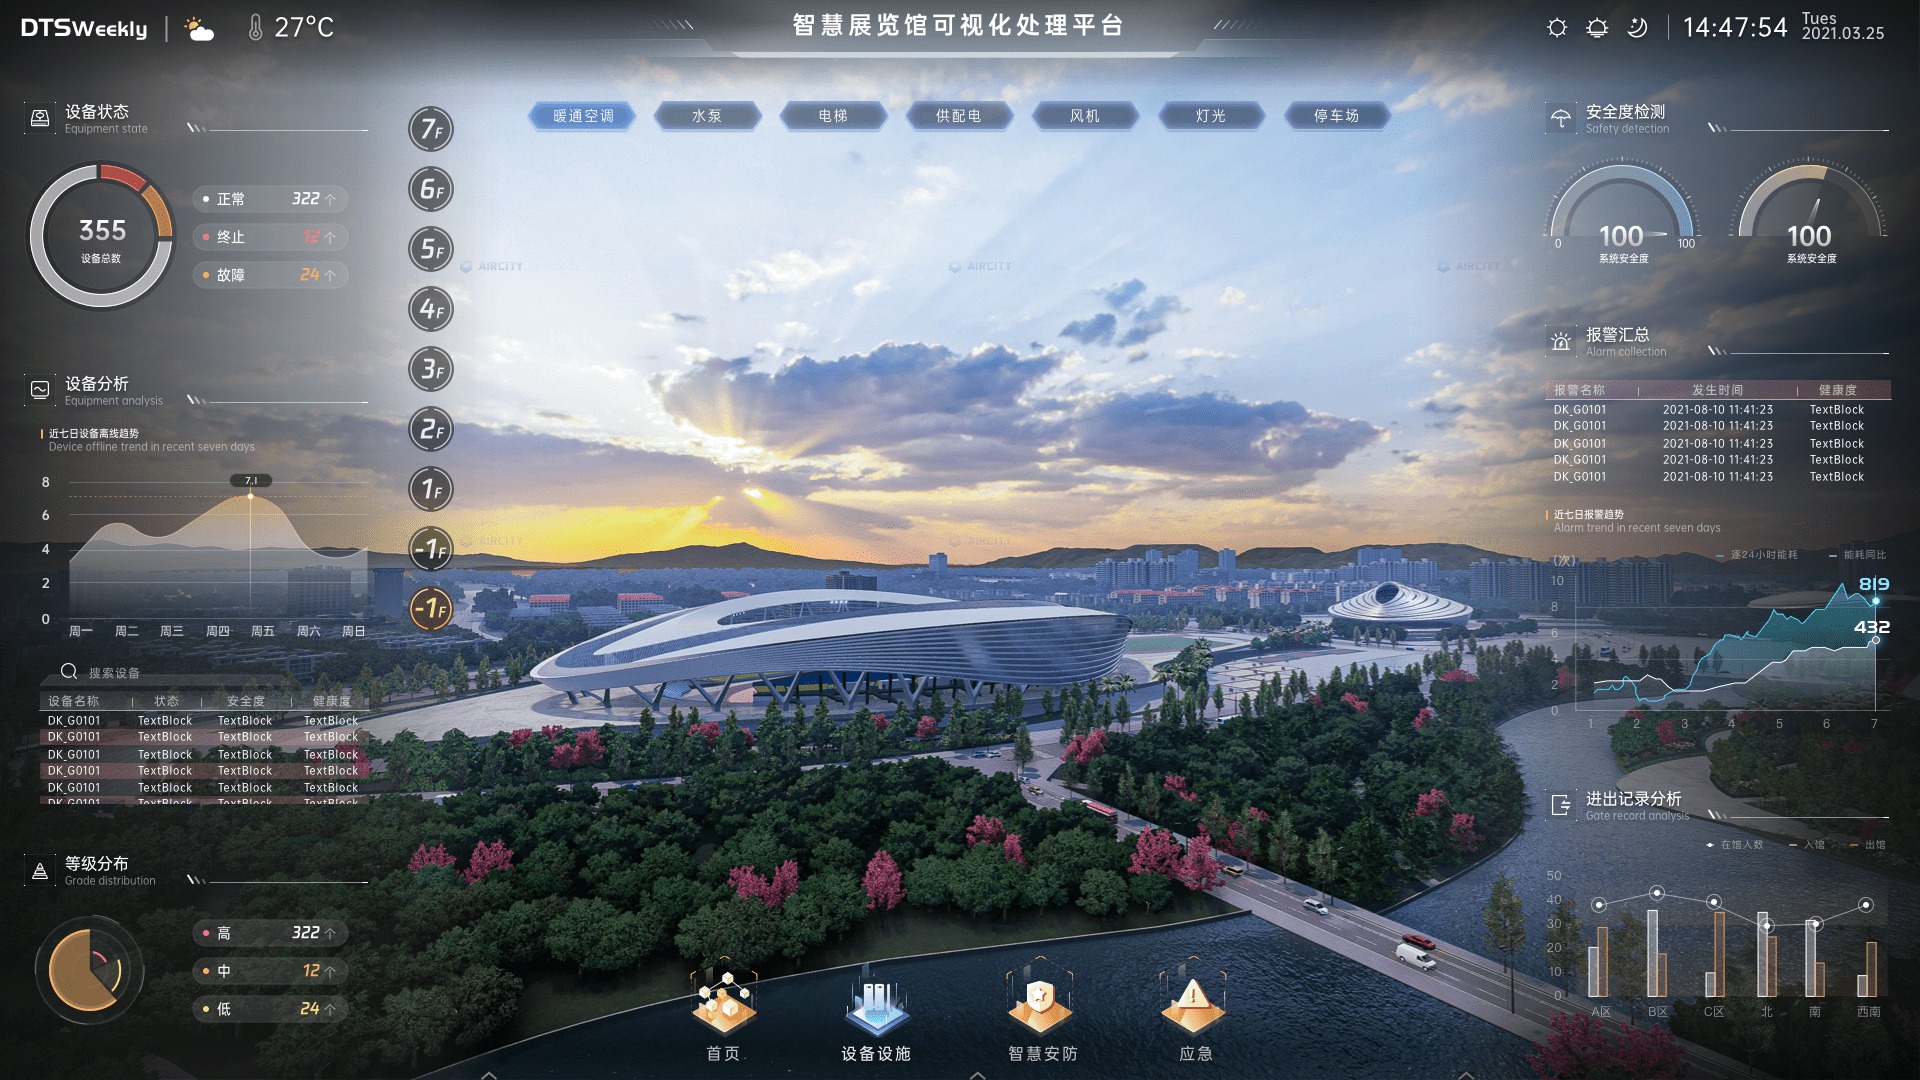 DTSWeekly
27°C
智慧展览馆可视化处理平台
14:47:54
Tues
2021.03.25
设备状态
Equipment state
355
设备总数
正常 322
终止 12
故障 24
7F
6F
5F
4F
3F
2F
1F
-1F
-1F
暖通空调 水泵 电梯 供配电 风机 灯光 停车场
AIRCITY AIRCITY AIRCITY
AIRCITY AIRCITY AIRCITY
设备分析
Equipment analysis
近七日设备离线趋势
Device offline trend in recent seven days
7.1
8
6
4
2
0
周一 周二 周三 周四 周五 周六 周日
搜索设备
设备名称 | 状态 | 安全度 | 健康度
DK_G0101 TextBlock TextBlock TextBlock
DK_G0101 TextBlock TextBlock TextBlock
DK_G0101 TextBlock TextBlock TextBlock
DK_G0101 TextBlock TextBlock TextBlock
DK_G0101 TextBlock TextBlock TextBlock
DK_G0101 TextBlock TextBlock TextBlock
等级分布
Grade distribution
高 322
中 12
低 24
首页
设备设施
智慧安防
应急
安全度检测
Safety detection
100
0 100
系统安全度
100
系统安全度
报警汇总
Alarm collection
报警名称 | 发生时间 | 健康度
DK_G0101 2021-08-10 11:41:23 TextBlock
DK_G0101 2021-08-10 11:41:23 TextBlock
DK_G0101 2021-08-10 11:41:23 TextBlock
DK_G0101 2021-08-10 11:41:23 TextBlock
DK_G0101 2021-08-10 11:41:23 TextBlock
近七日报警趋势
Alarm trend in recent seven days
逐24小时能耗 能耗同比
(次)
10
8
6
4
2
0
819
432
1 2 3 4 5 6 7
进出记录分析
Gate record analysis
在馆人数 入馆 出馆
50
40
30
20
10
0
A区 B区 C区 北 南 西南